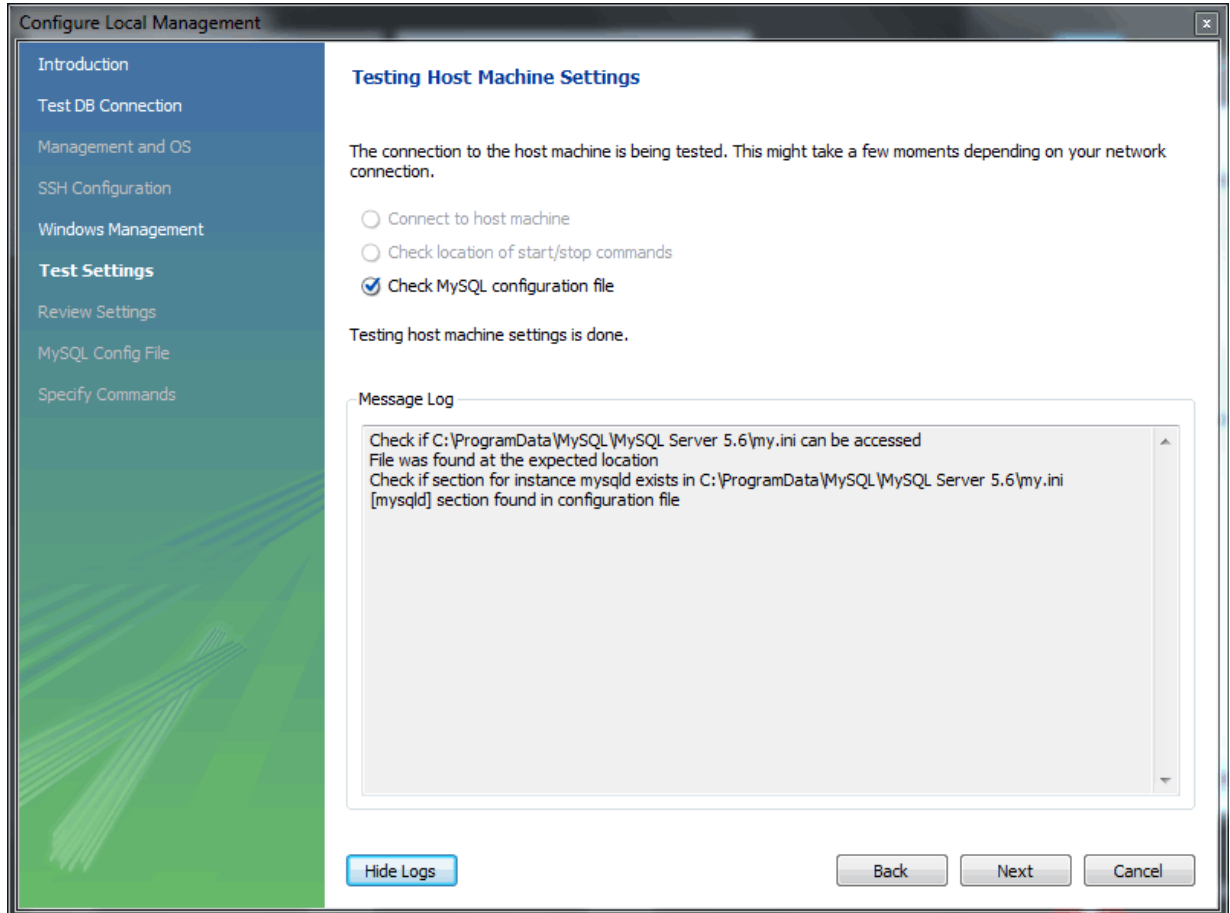 Configure Local Management
x
Introduction
Test DB Connection
Management and OS
SSH Configuration
Windows Management
Test Settings
Review Settings
MySQL Config File
Specify Commands
Testing Host Machine Settings
The connection to the host machine is being tested. This might take a few moments depending on your network
connection.
Connect to host machine
Check location of start/stop commands
Check MySQL configuration file
Testing host machine settings is done.
Message Log
Check if C:\ProgramData\MySQL\MySQL Server 5.6\my.ini can be accessed
File was found at the expected location
Check if section for instance mysqld exists in C:\ProgramData\MySQL\MySQL Server 5.6\my.ini
[mysqld] section found in configuration file
Hide Logs
Back
Next
Cancel